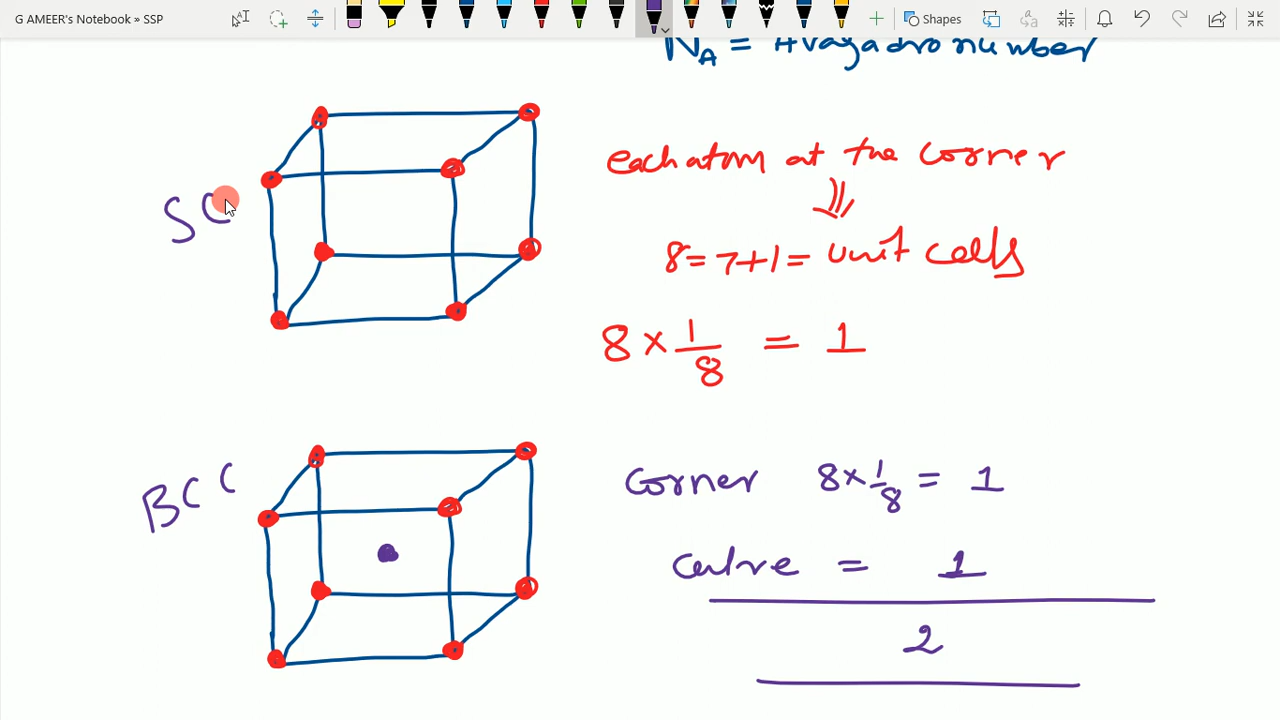 G AMEER's Notebook » SSP
Shapes
NA = Avagadro number
each atom at the corner
SC
8 = 7+1 = unit cells
8 × 1/8 = 1
BCC
corner 8 × 1/8 = 1
centre = 1
2